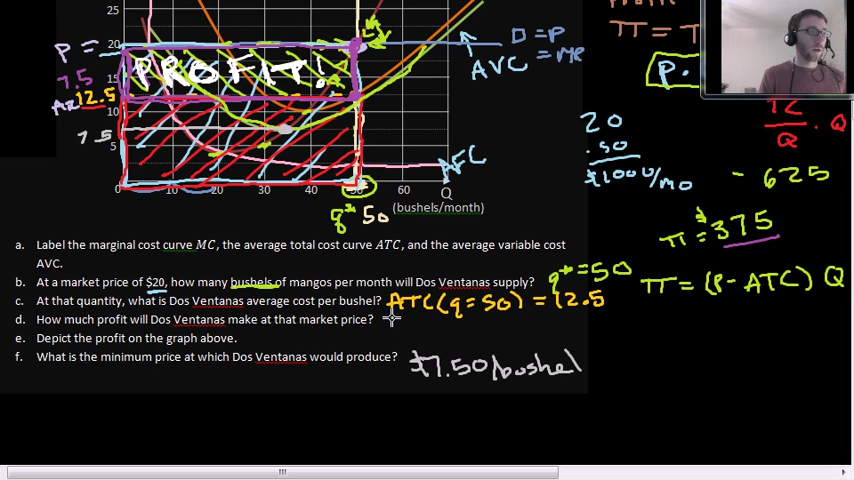 25
20
15
10
5
0
10
20
30
40
50
60
Q
(bushels/month)
P =
7.5
12.5
7.5
PROFIT!
D = P
= MR
AVC
AFC
q* 50
20
.50
$1000/mo
- 625
π = $375
π = (P - ATC) Q
P.
. Q
Q
a. Label the marginal cost curve MC, the average total cost curve ATC, and the average variable cost
AVC.
b. At a market price of $20, how many bushels of mangos per month will Dos Ventanas supply? q* = 50
c. At that quantity, what is Dos Ventanas average cost per bushel? ATC(q = 50) = 12.5
d. How much profit will Dos Ventanas make at that market price?
e. Depict the profit on the graph above.
f. What is the minimum price at which Dos Ventanas would produce? $7.50/bushel